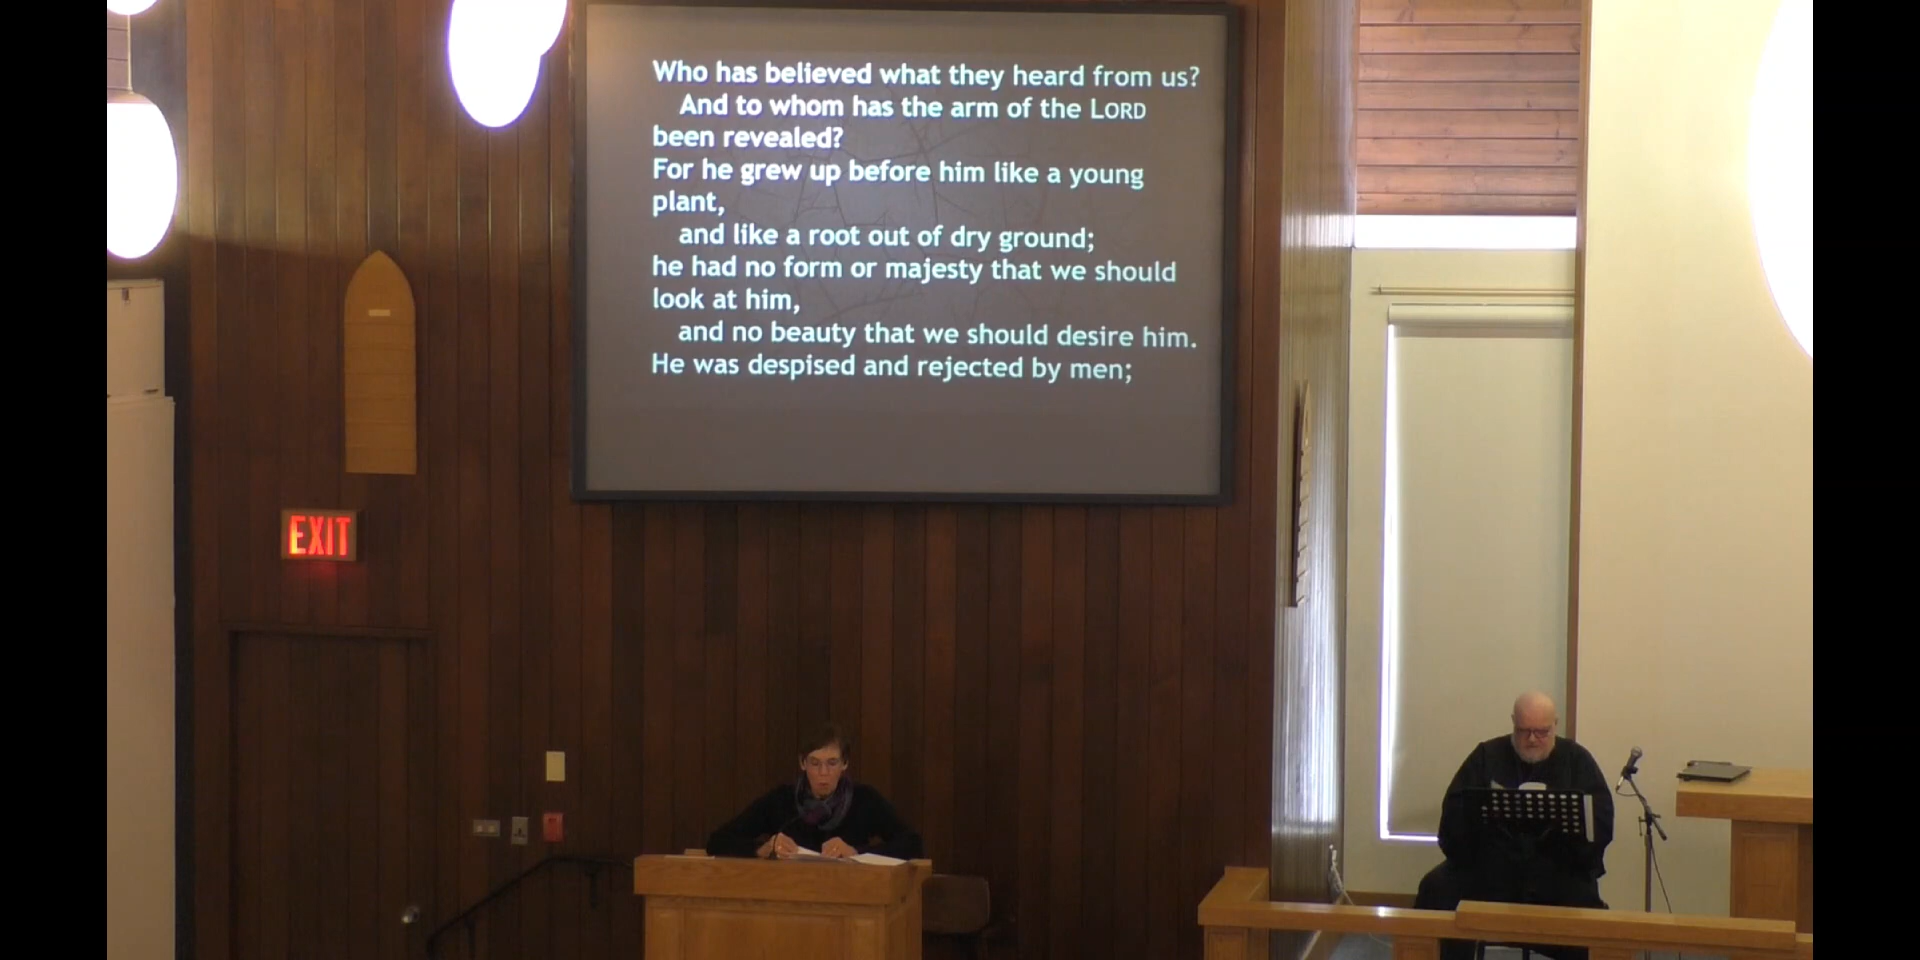 Who has believed what they heard from us?
And to whom has the arm of the LORD
been revealed?
For he grew up before him like a young
plant,
and like a root out of dry ground;
he had no form or majesty that we should
look at him,
and no beauty that we should desire him.
He was despised and rejected by men;
EXIT